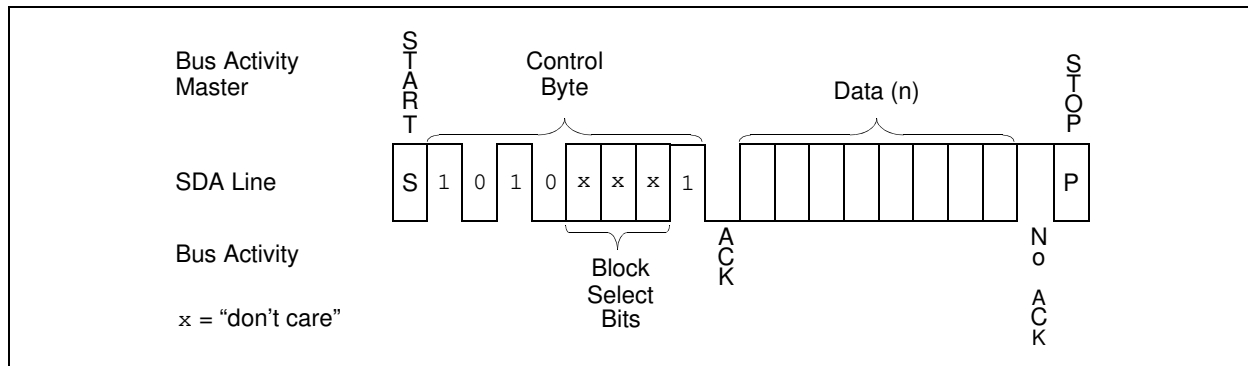 Bus Activity
Master
START
Control
Byte
Data (n)
STOP
SDA Line
S 1 0 1 0 x x x 1
P
Bus Activity
Block
Select
Bits
ACK
No ACK
x = “don’t care”